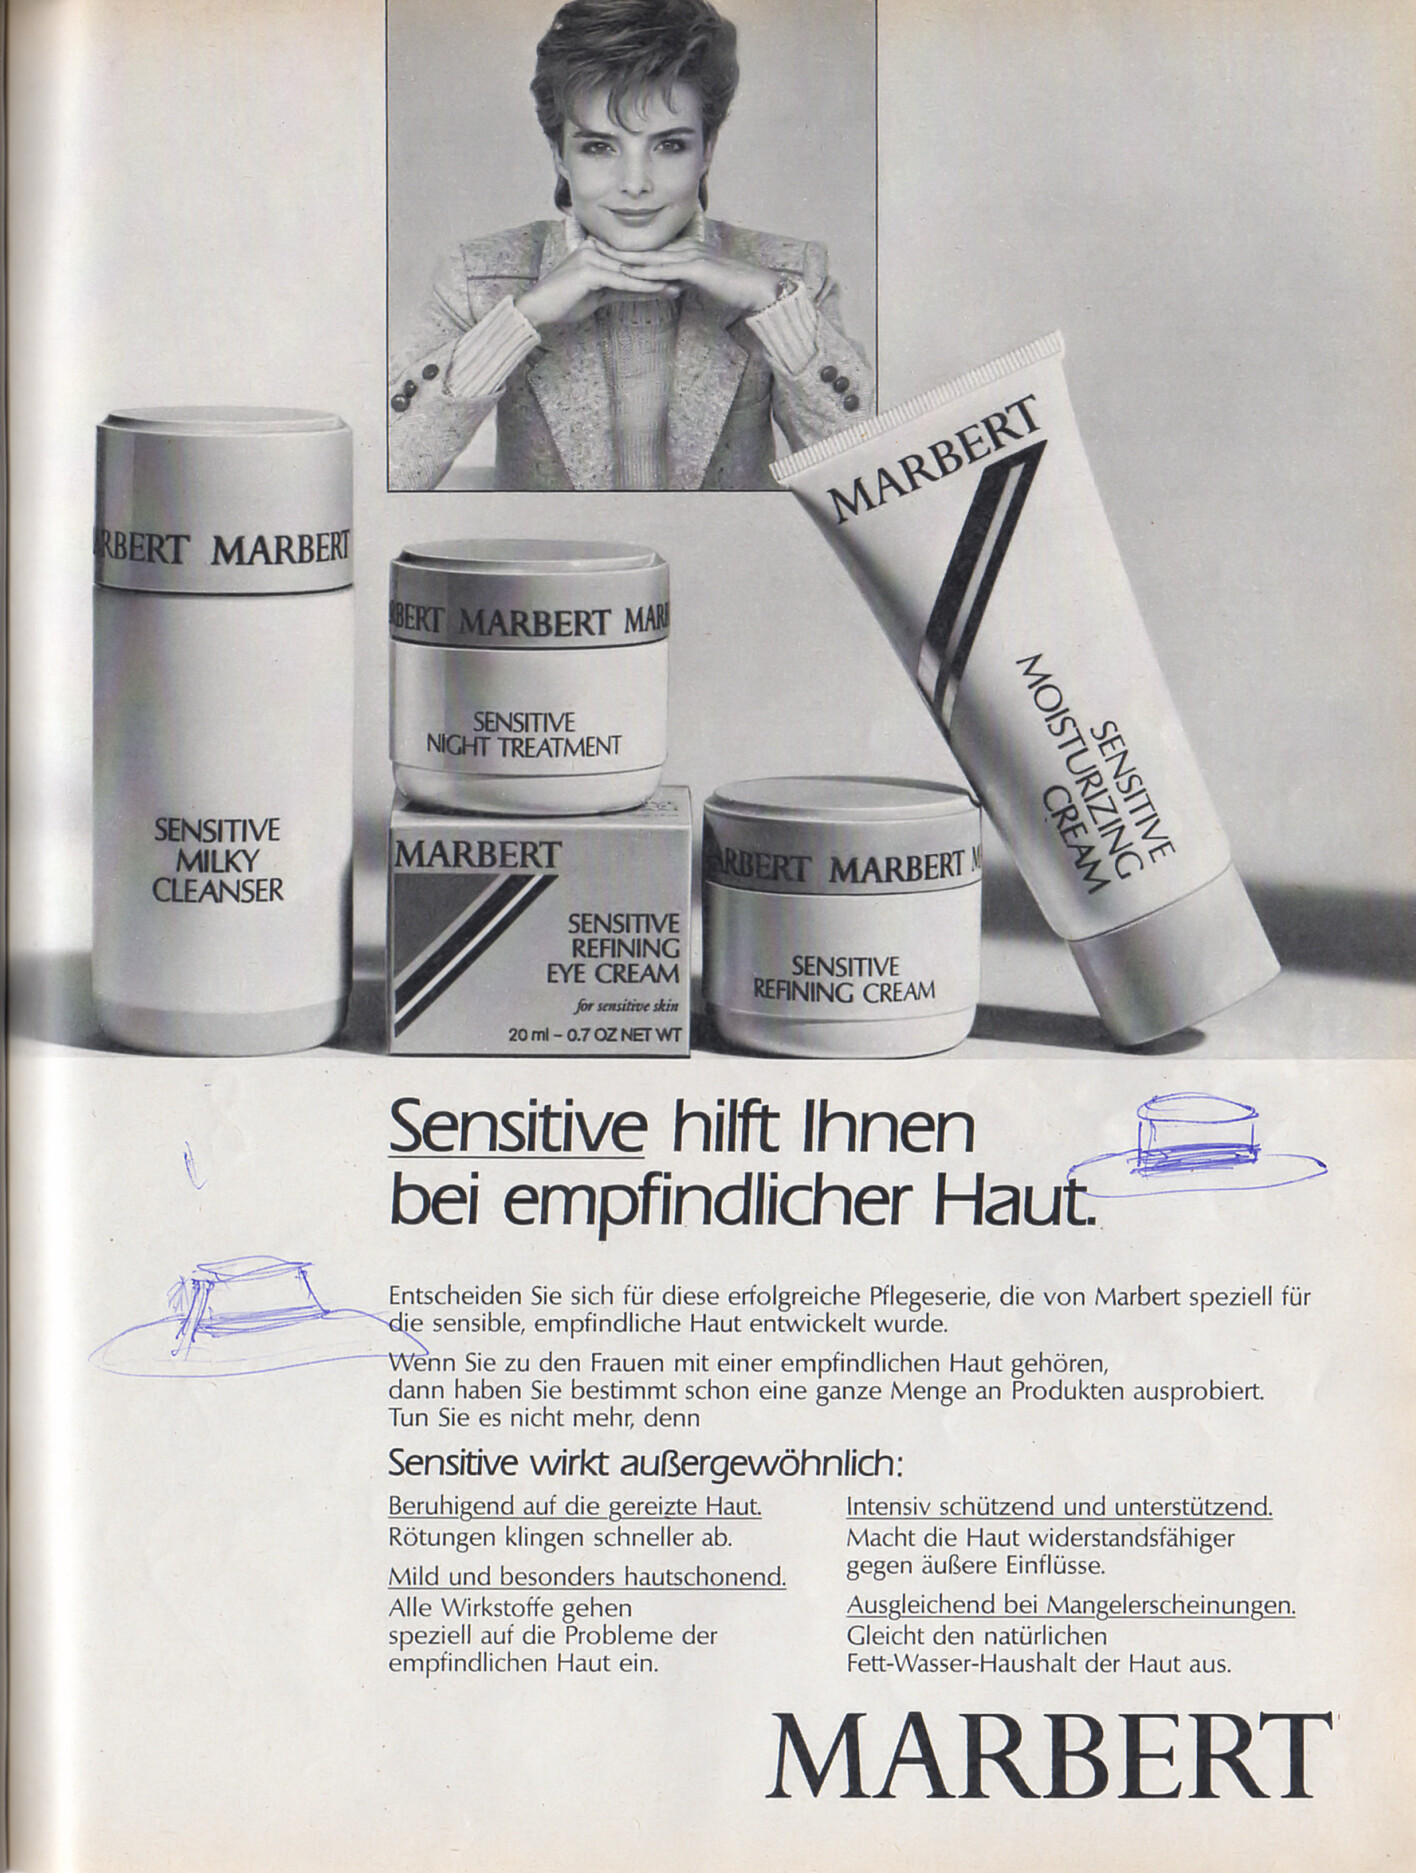 MARBERT
SENSITIVE
MOISTURIZING
CREAM
RBERT MARBERT
SENSITIVE
MILKY
CLEANSER
BERT MARBERT MAR
SENSITIVE
NIGHT TREATMENT
MARBERT
SENSITIVE
REFINING
EYE CREAM
for sensitive skin
20 ml – 0.7 OZ NET WT
ARBERT MARBERT M
SENSITIVE
REFINING CREAM
Sensitive hilft Ihnen
bei empfindlicher Haut.
Entscheiden Sie sich für diese erfolgreiche Pflegeserie, die von Marbert speziell für
die sensible, empfindliche Haut entwickelt wurde.
Wenn Sie zu den Frauen mit einer empfindlichen Haut gehören,
dann haben Sie bestimmt schon eine ganze Menge an Produkten ausprobiert.
Tun Sie es nicht mehr, denn
Sensitive wirkt außergewöhnlich:
Beruhigend auf die gereizte Haut.
Rötungen klingen schneller ab.
Mild und besonders hautschonend.
Alle Wirkstoffe gehen
speziell auf die Probleme der
empfindlichen Haut ein.
Intensiv schützend und unterstützend.
Macht die Haut widerstandsfähiger
gegen äußere Einflüsse.
Ausgleichend bei Mangelerscheinungen.
Gleicht den natürlichen
Fett-Wasser-Haushalt der Haut aus.
MARBERT